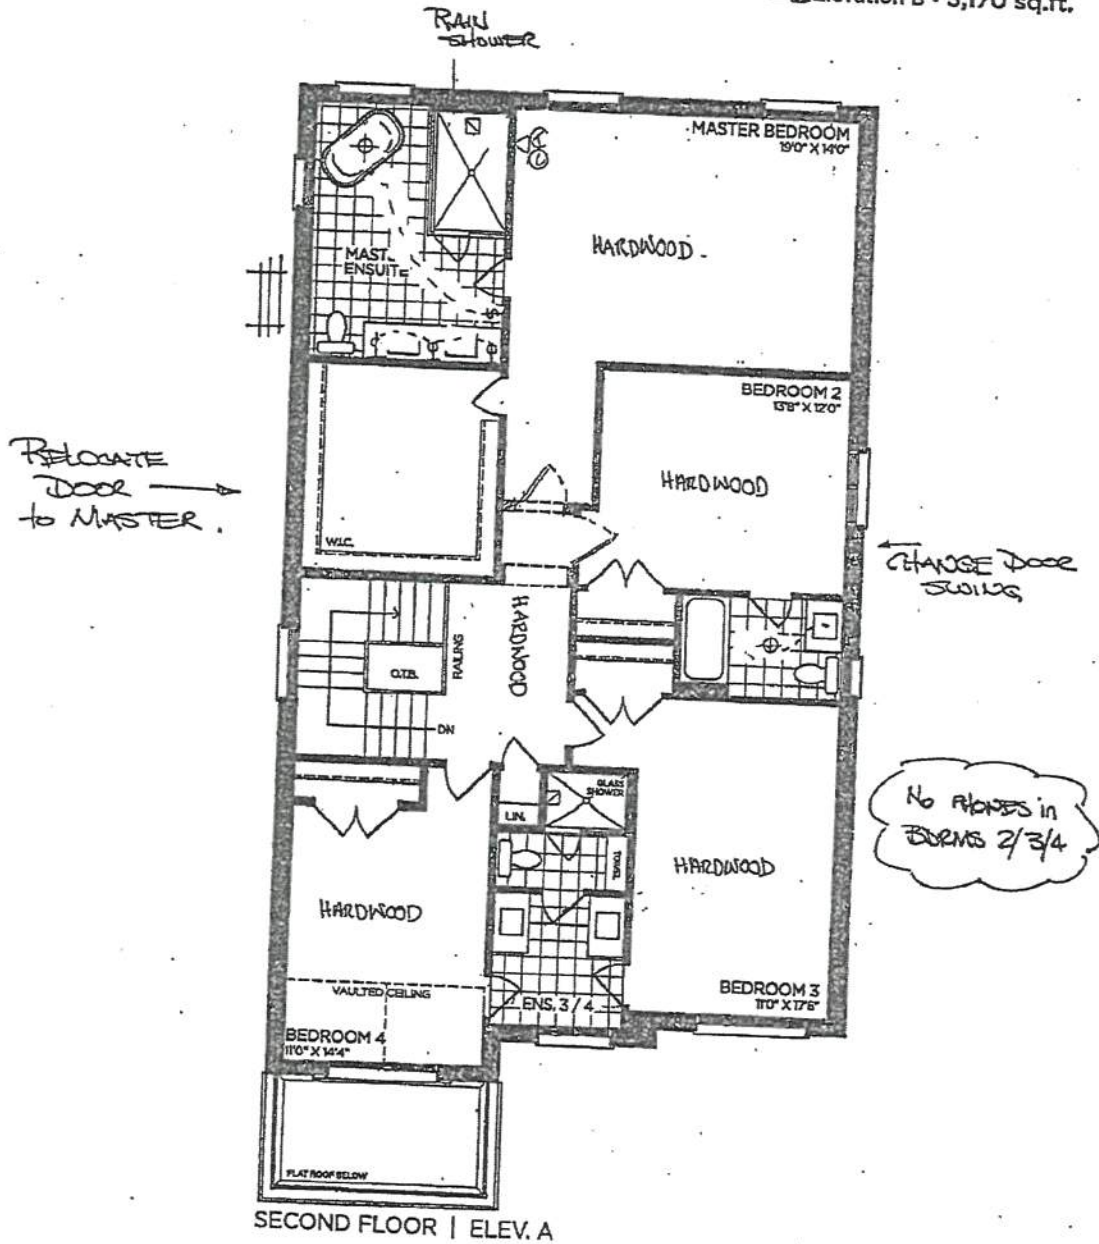 Elevation B - 3,170 sq.ft.
RAIN
SHOWER
MASTER BEDROOM
19'0" X 14'0"
HARDWOOD
MAST.
ENSUITE
BEDROOM 2
13'8" X 12'0"
HARDWOOD
RELOCATE
DOOR
to MASTER.
W.I.C.
CHANGE DOOR
SWING
HARDWOOD
RAILING
O.T.B.
DN
GLASS
SHOWER
LIN.
TOWEL
No PHONES in
BDRMS 2/3/4
HARDWOOD
HARDWOOD
VAULTED CEILING
ENS. 3 / 4
BEDROOM 3
11'0" X 17'6"
BEDROOM 4
11'0" X 14'4"
FLAT ROOF BELOW
SECOND FLOOR | ELEV. A